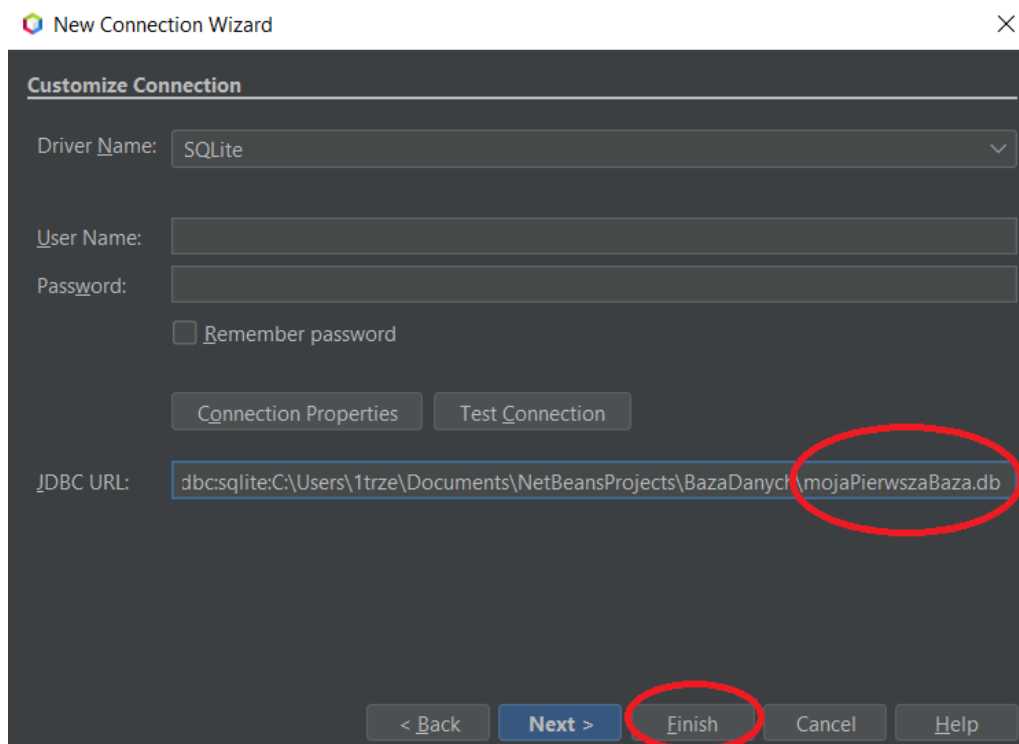 New Connection Wizard
Customize Connection
Driver Name: SQLite
User Name:
Password:
Remember password
Connection Properties Test Connection
JDBC URL: dbc:sqlite:C:\Users\1trze\Documents\NetBeansProjects\BazaDanych\mojaPierwszaBaza.db
< Back Next > Finish Cancel Help